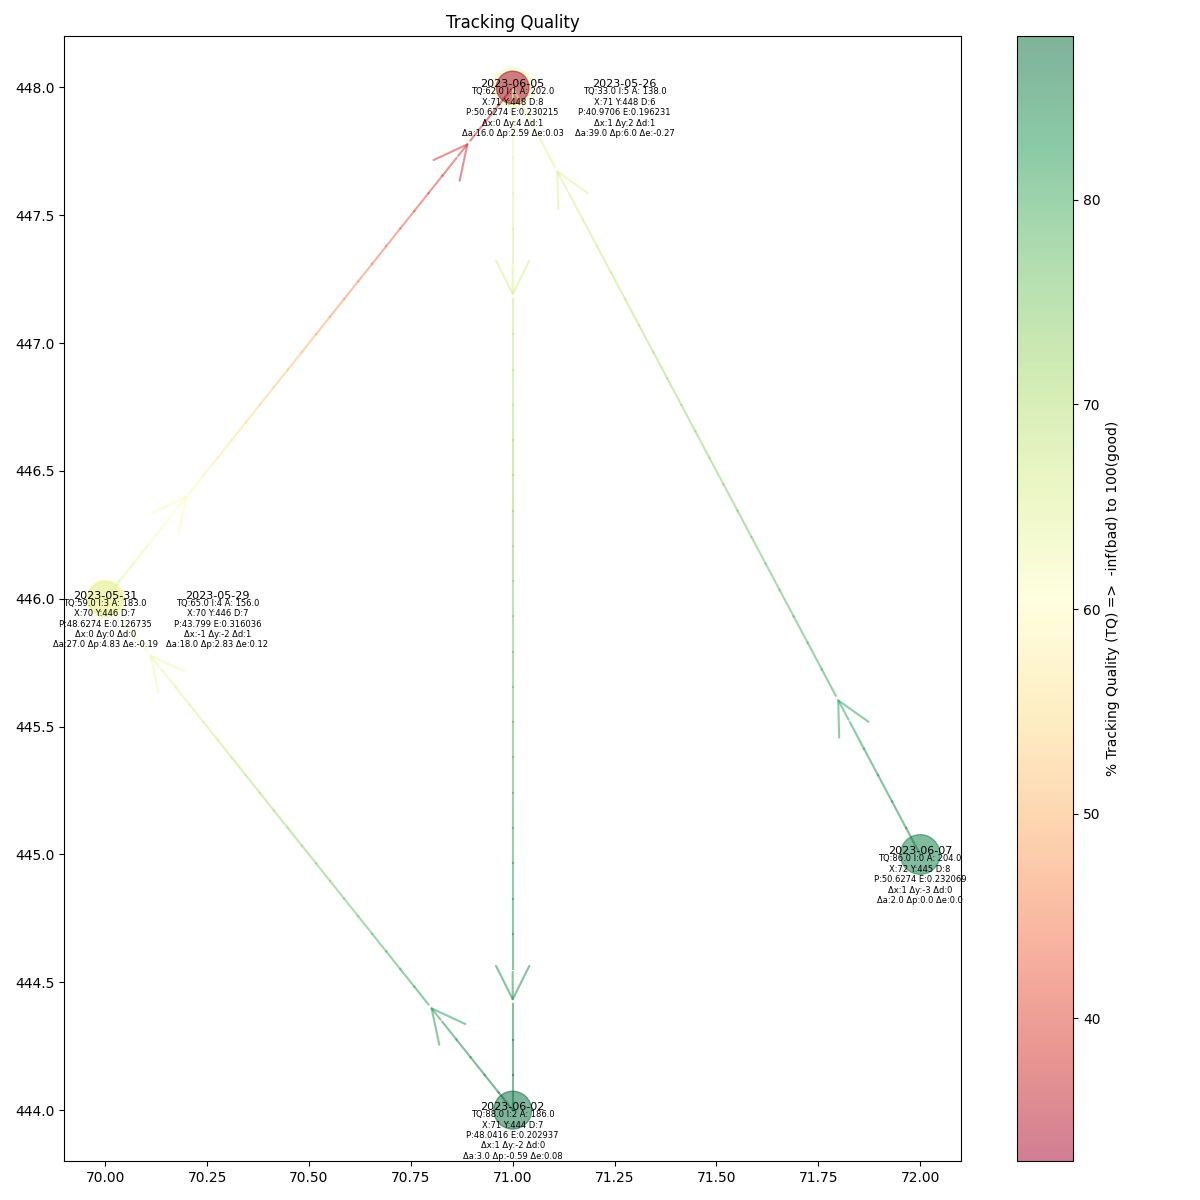 Tracking Quality
448.0
447.5
447.0
446.5
446.0
445.5
445.0
444.5
444.0
2023-06-05
TQ:62.0 I:1 A: 202.0
X:71 Y:448 D:8
P:50.6274 E:0.230215
Δx:0 Δy:4 Δd:1
Δa:16.0 Δp:2.59 Δe:0.03
2023-05-26
TQ:33.0 I:5 A: 138.0
X:71 Y:448 D:6
P:40.9706 E:0.196231
Δx:1 Δy:2 Δd:1
Δa:39.0 Δp:6.0 Δe:-0.27
2023-05-31
TQ:59.0 I:3 A: 183.0
X:70 Y:446 D:7
P:48.6274 E:0.126735
Δx:0 Δy:0 Δd:0
Δa:27.0 Δp:4.83 Δe:-0.19
2023-05-29
TQ:65.0 I:4 A: 156.0
X:70 Y:446 D:7
P:43.799 E:0.316036
Δx:-1 Δy:-2 Δd:1
Δa:18.0 Δp:2.83 Δe:0.12
2023-06-07
TQ:86.0 I:0 A: 204.0
X:72 Y:445 D:8
P:50.6274 E:0.232069
Δx:1 Δy:-3 Δd:0
Δa:2.0 Δp:0.0 Δe:0.0
2023-06-02
TQ:88.0 I:2 A: 186.0
X:71 Y:444 D:7
P:48.0416 E:0.202937
Δx:1 Δy:-2 Δd:0
Δa:3.0 Δp:-0.59 Δe:0.08
70.00 70.25 70.50 70.75 71.00 71.25 71.50 71.75 72.00
80
70
60
50
40
% Tracking Quality (TQ) => -inf(bad) to 100(good)